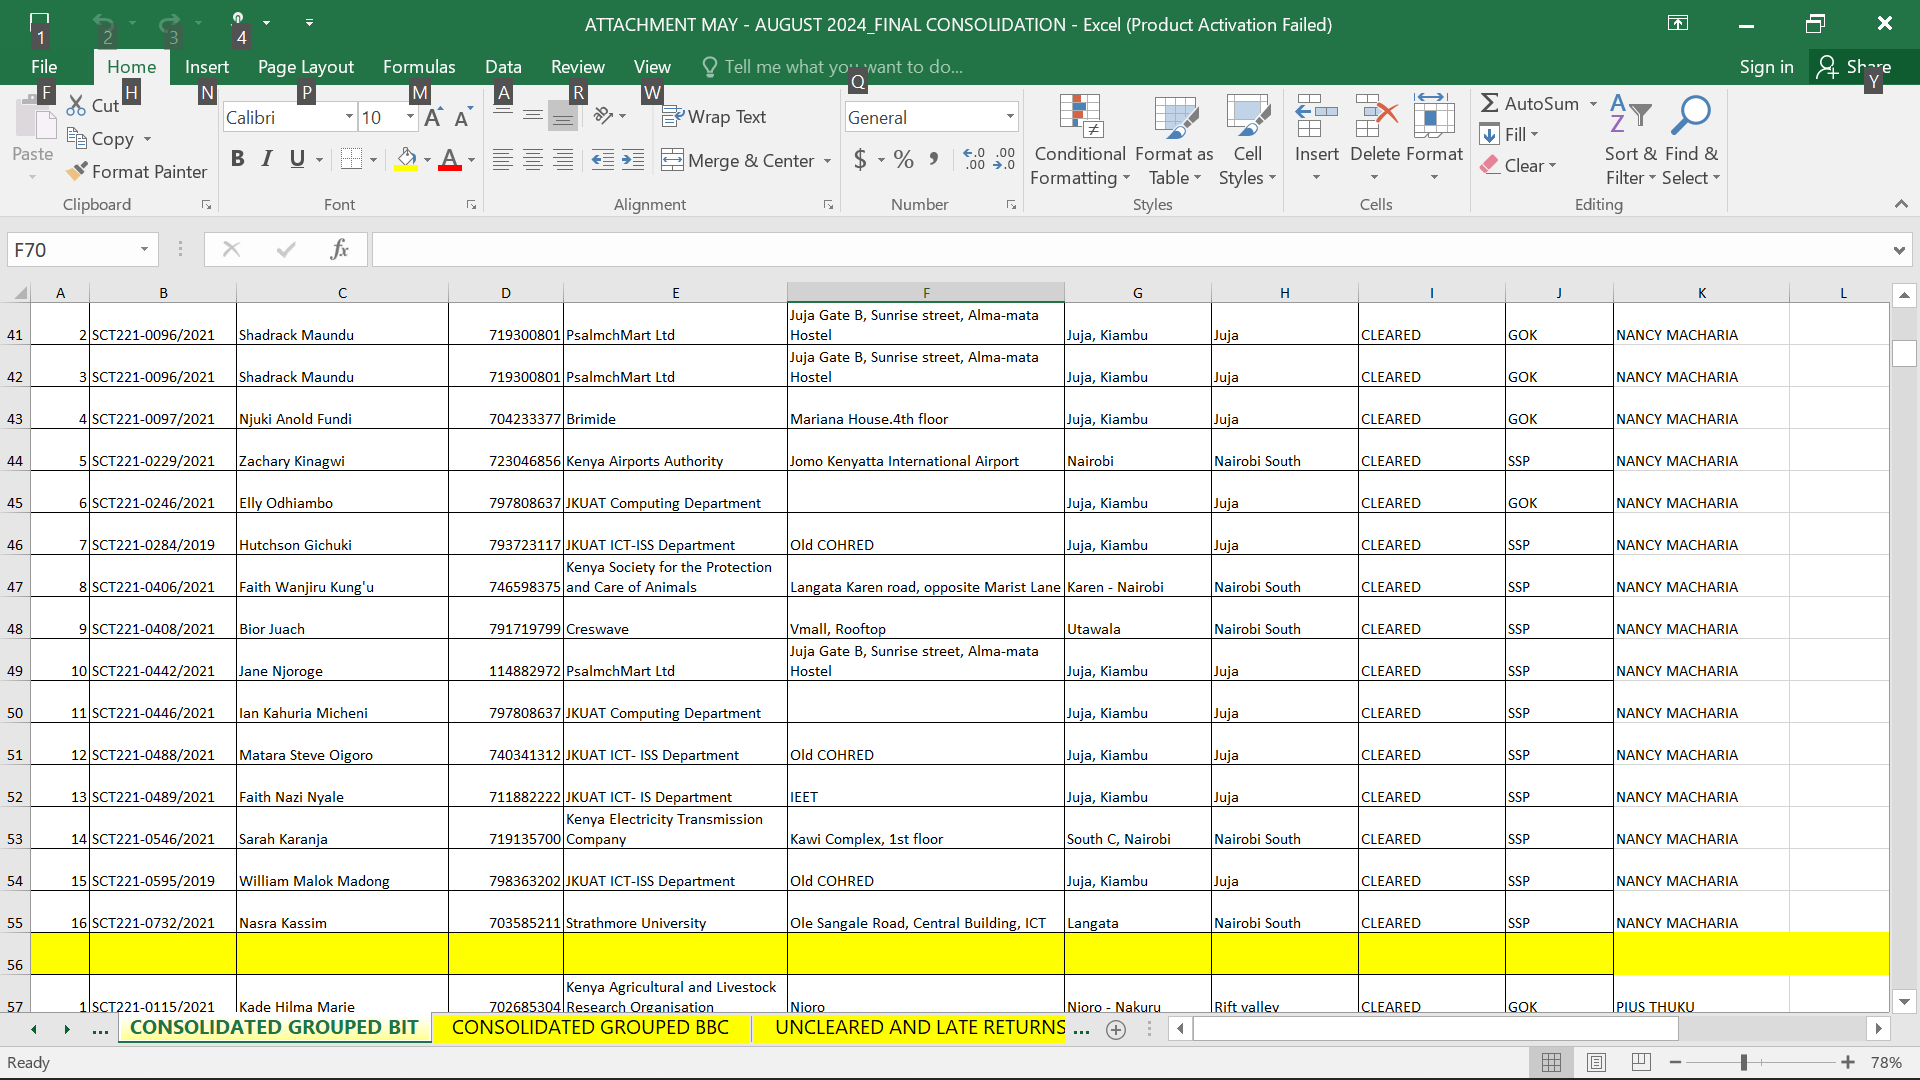 ATTACHMENT MAY - AUGUST 2024_FINAL CONSOLIDATION - Excel (Product Activation Failed)
1 2 3 4
File Home Insert Page Layout Formulas Data Review View Tell me what you want to do... Sign in Share
F H N P M A R W Q Y
Cut
Copy
Format Painter
Paste
Clipboard
Calibri 10
B I U
Font
Wrap Text
Merge & Center
Alignment
General
$ % ,
Number
Conditional Formatting
Format as Table
Cell Styles
Styles
Insert Delete Format
Cells
AutoSum
Fill
Clear
Sort & Filter
Find & Select
Editing
F70 fx
A B C D E F G H I J K L
41 2 SCT221-0096/2021 Shadrack Maundu 719300801 PsalmchMart Ltd Juja Gate B, Sunrise street, Alma-mata Hostel Juja, Kiambu Juja CLEARED GOK NANCY MACHARIA
42 3 SCT221-0096/2021 Shadrack Maundu 719300801 PsalmchMart Ltd Juja Gate B, Sunrise street, Alma-mata Hostel Juja, Kiambu Juja CLEARED GOK NANCY MACHARIA
43 4 SCT221-0097/2021 Njuki Anold Fundi 704233377 Brimide Mariana House.4th floor Juja, Kiambu Juja CLEARED GOK NANCY MACHARIA
44 5 SCT221-0229/2021 Zachary Kinagwi 723046856 Kenya Airports Authority Jomo Kenyatta International Airport Nairobi Nairobi South CLEARED SSP NANCY MACHARIA
45 6 SCT221-0246/2021 Elly Odhiambo 797808637 JKUAT Computing Department Juja, Kiambu Juja CLEARED GOK NANCY MACHARIA
46 7 SCT221-0284/2019 Hutchson Gichuki 793723117 JKUAT ICT-ISS Department Old COHRED Juja, Kiambu Juja CLEARED SSP NANCY MACHARIA
47 8 SCT221-0406/2021 Faith Wanjiru Kung'u 746598375 Kenya Society for the Protection and Care of Animals Langata Karen road, opposite Marist Lane Karen - Nairobi Nairobi South CLEARED SSP NANCY MACHARIA
48 9 SCT221-0408/2021 Bior Juach 791719799 Creswave Vmall, Rooftop Utawala Nairobi South CLEARED SSP NANCY MACHARIA
49 10 SCT221-0442/2021 Jane Njoroge 114882972 PsalmchMart Ltd Juja Gate B, Sunrise street, Alma-mata Hostel Juja, Kiambu Juja CLEARED SSP NANCY MACHARIA
50 11 SCT221-0446/2021 Ian Kahuria Micheni 797808637 JKUAT Computing Department Juja, Kiambu Juja CLEARED SSP NANCY MACHARIA
51 12 SCT221-0488/2021 Matara Steve Oigoro 740341312 JKUAT ICT- ISS Department Old COHRED Juja, Kiambu Juja CLEARED SSP NANCY MACHARIA
52 13 SCT221-0489/2021 Faith Nazi Nyale 711882222 JKUAT ICT- IS Department IEET Juja, Kiambu Juja CLEARED SSP NANCY MACHARIA
53 14 SCT221-0546/2021 Sarah Karanja 719135700 Kenya Electricity Transmission Company Kawi Complex, 1st floor South C, Nairobi Nairobi South CLEARED SSP NANCY MACHARIA
54 15 SCT221-0595/2019 William Malok Madong 798363202 JKUAT ICT-ISS Department Old COHRED Juja, Kiambu Juja CLEARED SSP NANCY MACHARIA
55 16 SCT221-0732/2021 Nasra Kassim 703585211 Strathmore University Ole Sangale Road, Central Building, ICT Langata Nairobi South CLEARED SSP NANCY MACHARIA
56
57 1 SCT221-0115/2021 Kade Hilma Marie 702685304 Kenya Agricultural and Livestock Research Organisation Njoro Njoro - Nakuru Rift valley CLEARED GOK PIUS THUKU
... CONSOLIDATED GROUPED BIT CONSOLIDATED GROUPED BBC UNCLEARED AND LATE RETURNS ...
Ready 78%